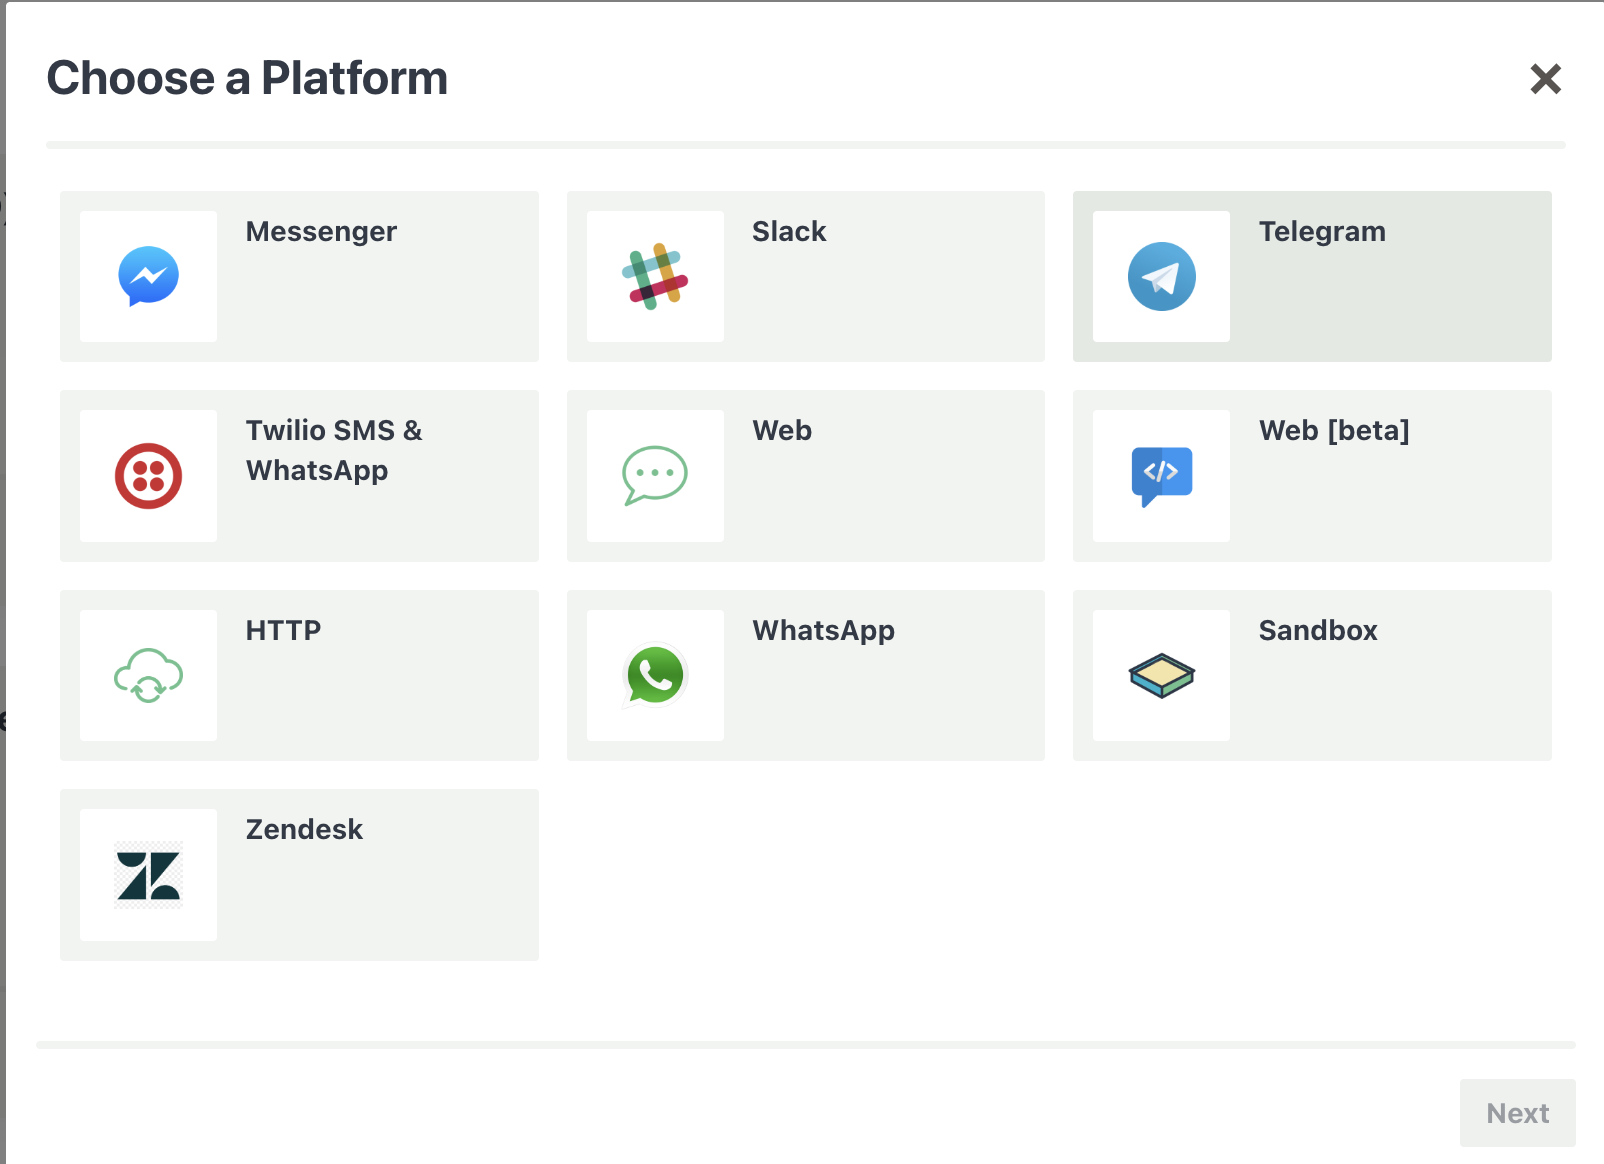 Choose a Platform
Messenger
Slack
Telegram
Twilio SMS &
WhatsApp
Web
Web [beta]
HTTP
WhatsApp
Sandbox
Zendesk
Next